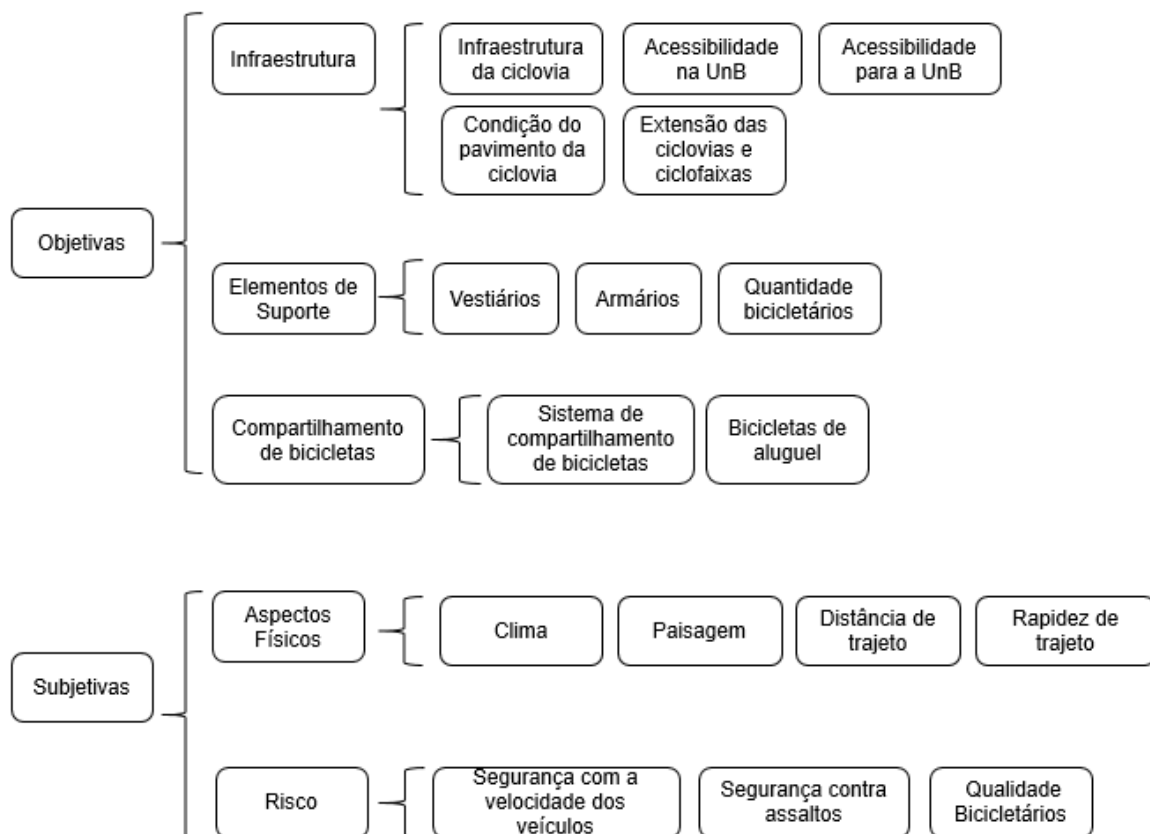 Infraestrutura
Infraestrutura
da ciclovia
Acessibilidade
na UnB
Acessibilidade
para a UnB
Condição do
pavimento da
ciclovia
Extensão das
ciclovias e
ciclofaixas
Objetivas
Elementos de
Suporte
Vestiários
Armários
Quantidade
bicicletários
Compartilhamento
de bicicletas
Sistema de
compartilhamento
de bicicletas
Bicicletas de
aluguel
Subjetivas
Aspectos
Físicos
Clima
Paisagem
Distância de
trajeto
Rapidez de
trajeto
Risco
Segurança com a
velocidade dos
veículos
Segurança contra
assaltos
Qualidade
Bicicletários